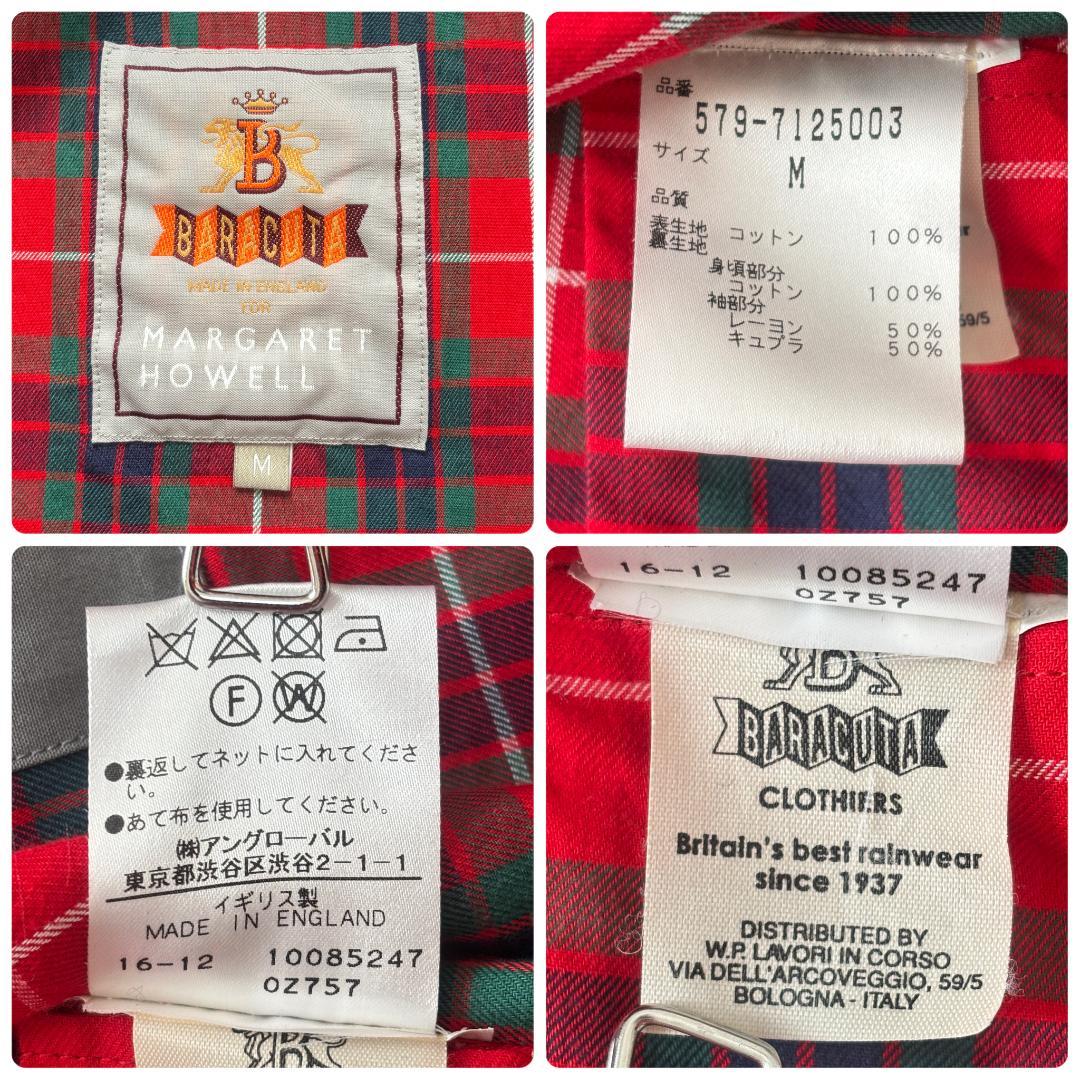 B
BARACUTA
MADE IN ENGLAND
FOR
MARGARET
HOWELL
M
品番
579-7125003
サイズ
M
品質
表生地 コットン 100%
裏生地
身頃部分
コットン 100%
袖部分
レーヨン 50%
キュプラ 50%
59/5
F W
●裏返してネットに入れてくださ
い。
●あて布を使用してください。
㈱アングローバル
東京都渋谷区渋谷2-1-1
イギリス製
MADE IN ENGLAND
16-12 10085247
0Z757
16-12 10085247
0Z757
B
BARACUTA
CLOTHIERS
Britain's best rainwear
since 1937
DISTRIBUTED BY
W.P. LAVORI IN CORSO
VIA DELL'ARCOVEGGIO, 59/5
BOLOGNA - ITALY